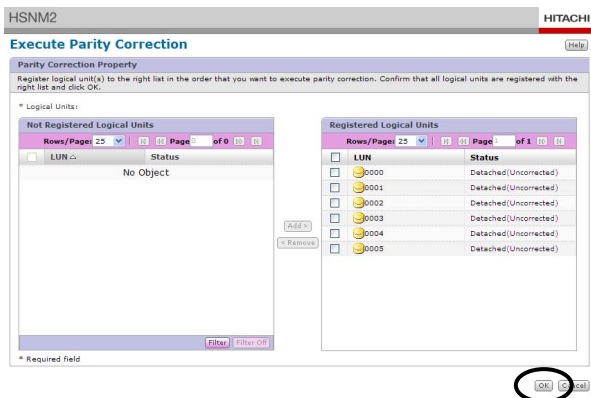 HSNM2
HITACHI
Execute Parity Correction
Help
Parity Correction Property
Register logical unit(s) to the right list in the order that you want to execute parity correction. Confirm that all logical units are registered with the
right list and click OK.
* Logical Units:
Not Registered Logical Units
Rows/Page: 25 Page 0 of 0
LUN Status
No Object
Filter Filter Off
Add >
< Remove
Registered Logical Units
Rows/Page: 25 Page 1 of 1
LUN Status
0000 Detached(Uncorrected)
0001 Detached(Uncorrected)
0002 Detached(Uncorrected)
0003 Detached(Uncorrected)
0004 Detached(Uncorrected)
0005 Detached(Uncorrected)
* Required field
OK Cancel